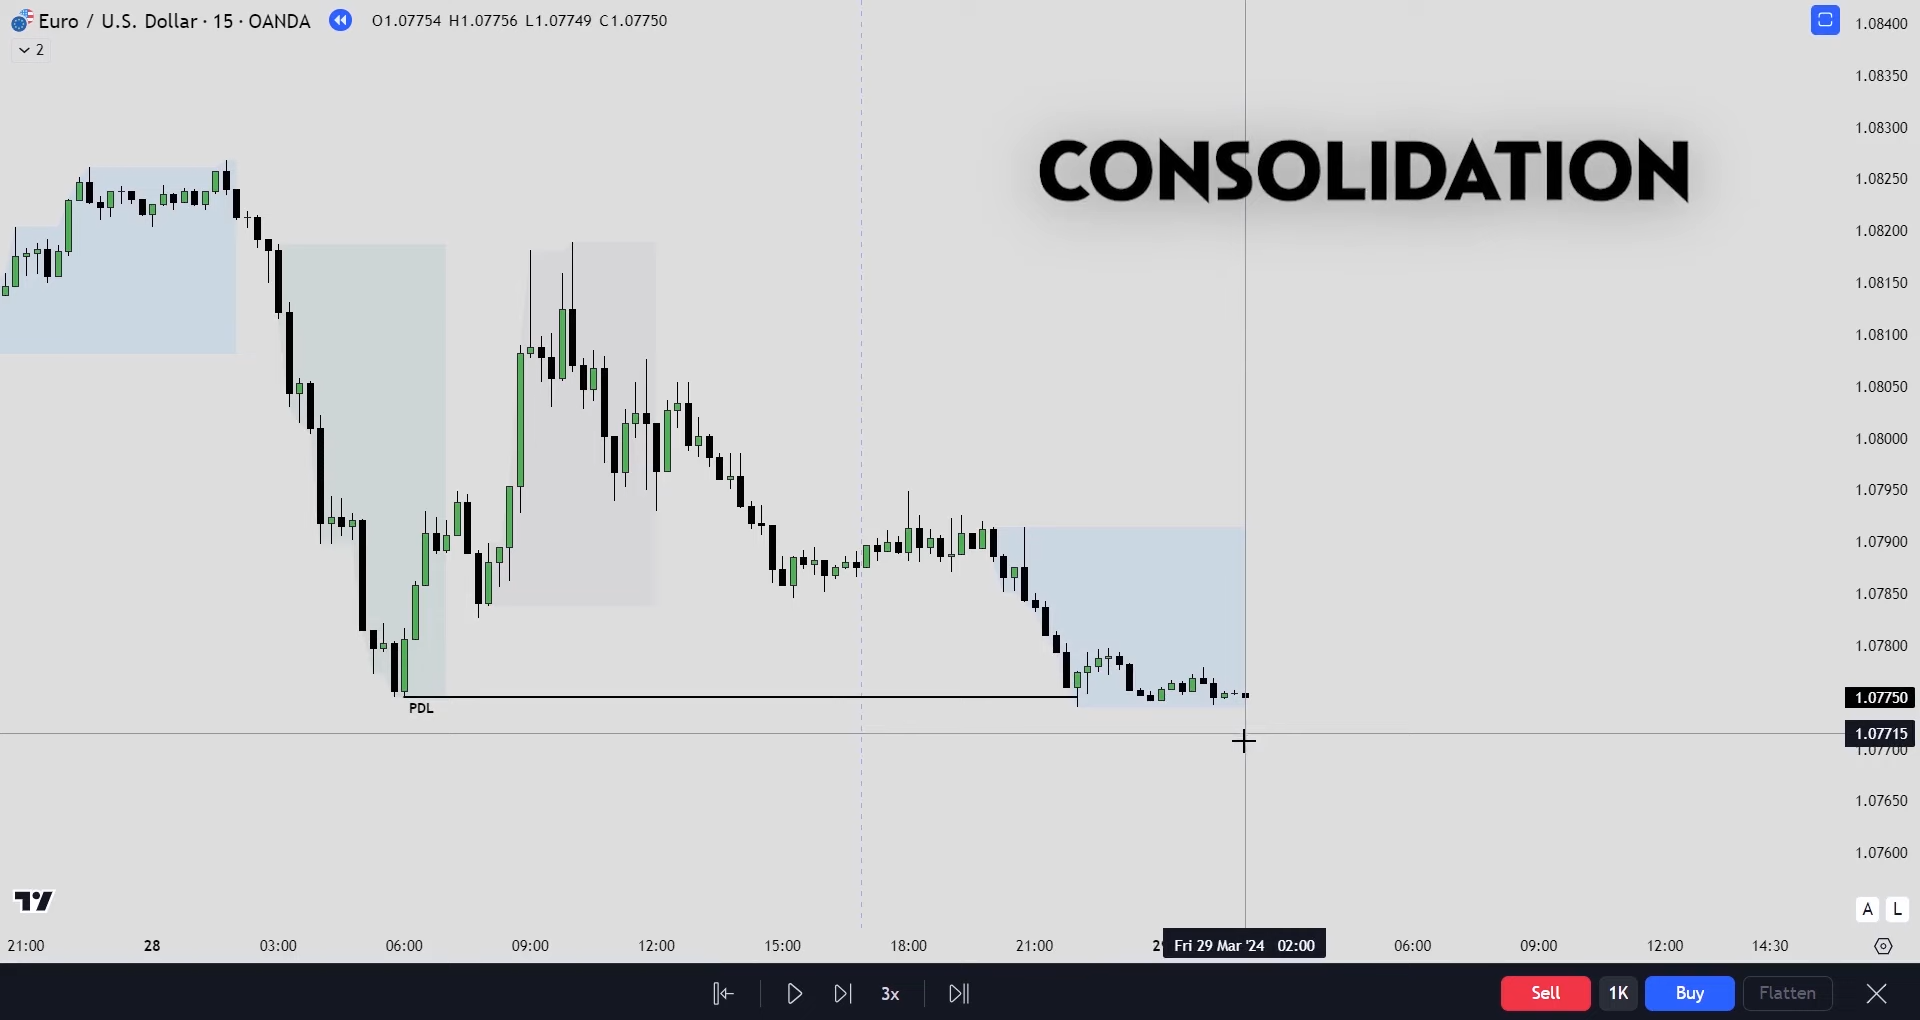 Euro / U.S. Dollar · 15 · OANDA
O1.07754 H1.07756 L1.07749 C1.07750
2
CONSOLIDATION
PDL
1.08400
1.08350
1.08300
1.08250
1.08200
1.08150
1.08100
1.08050
1.08000
1.07950
1.07900
1.07850
1.07800
1.07750
1.07715
1.07700
1.07650
1.07600
A L
21:00 28 03:00 06:00 09:00 12:00 15:00 18:00 21:00 Fri 29 Mar '24 02:00 06:00 09:00 12:00 14:30
3x
Sell 1K Buy Flatten